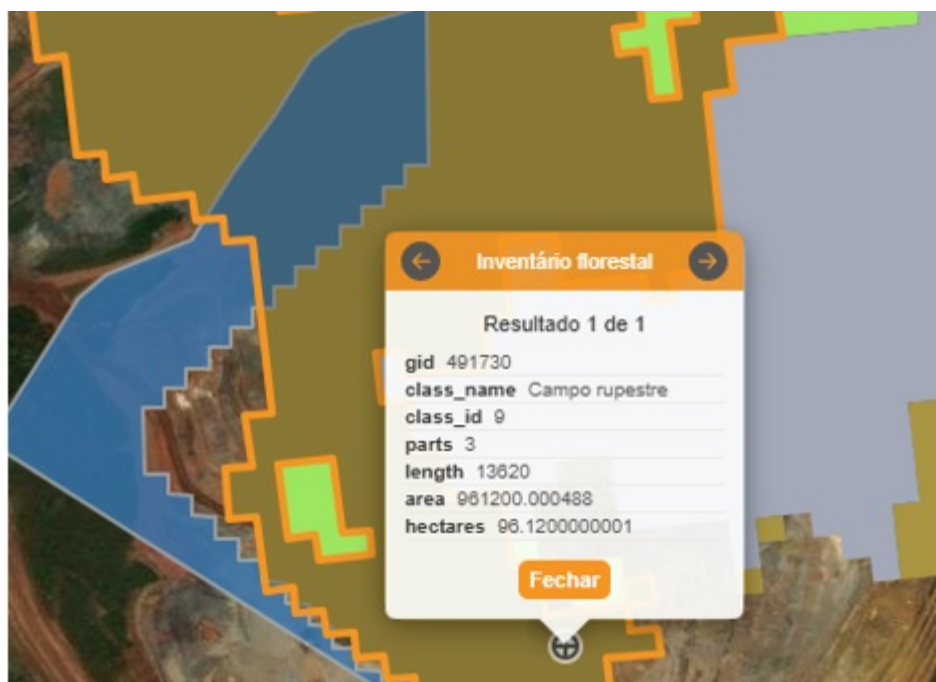 Inventário florestal
Resultado 1 de 1
gid 491730
class_name Campo rupestre
class_id 9
parts 3
length 13620
area 961200.000488
hectares 96.1200000001
Fechar